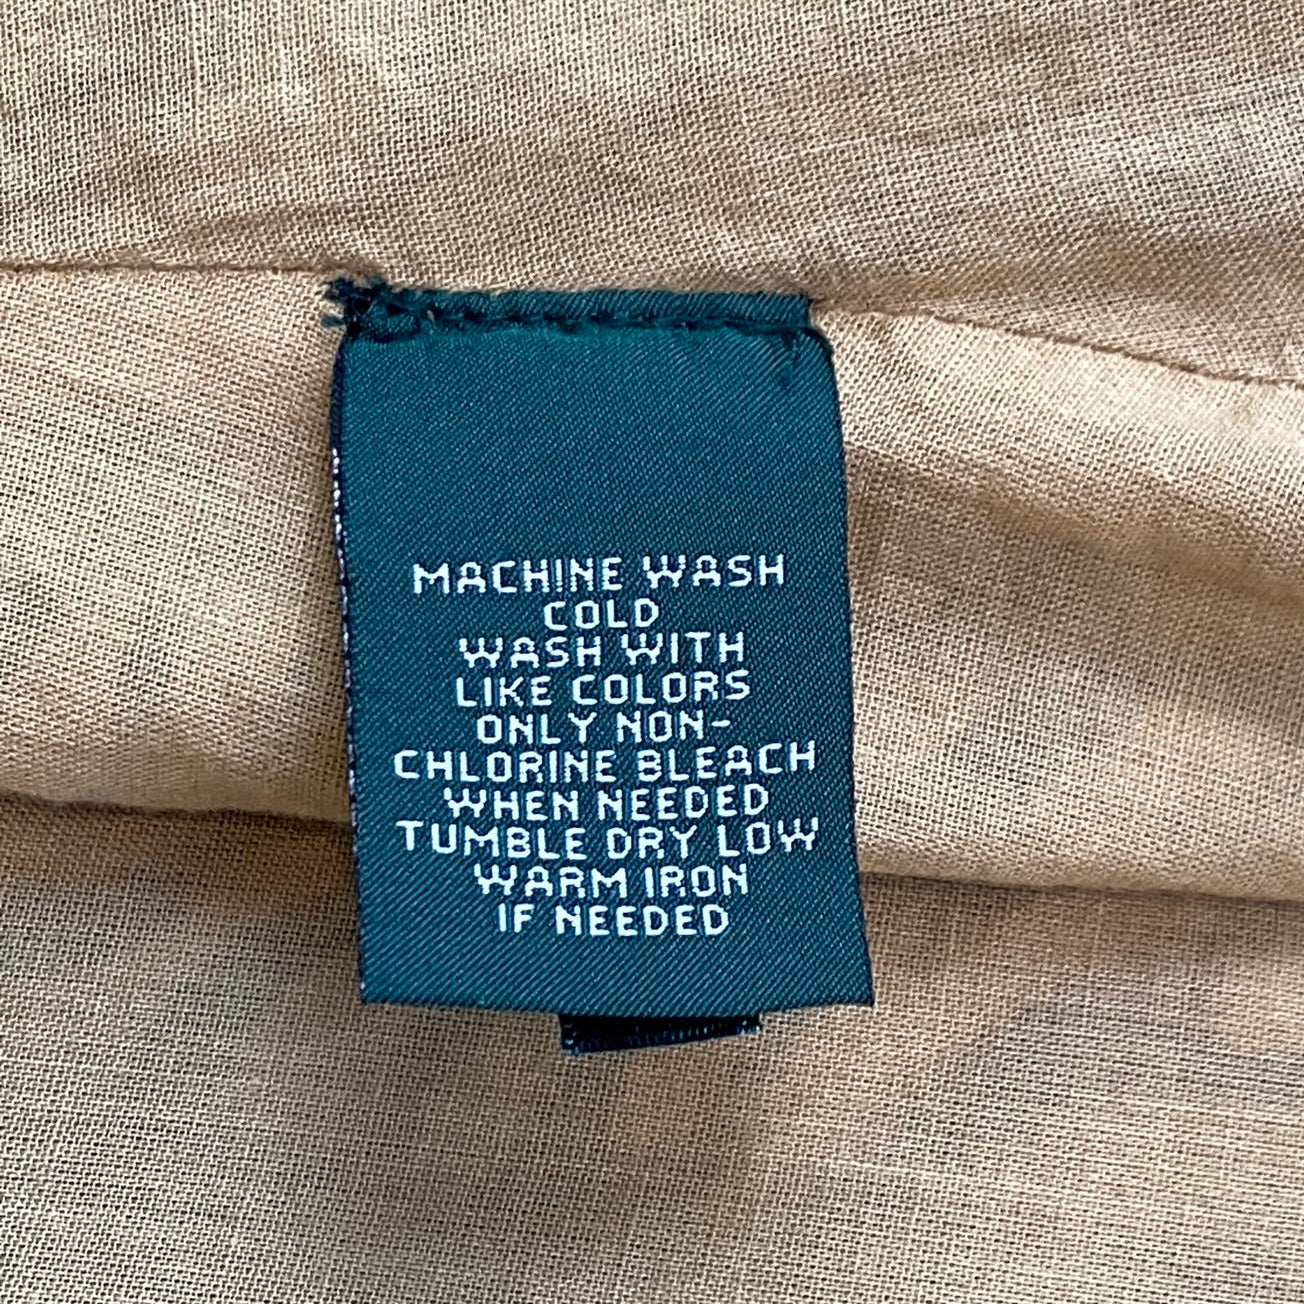 MACHINE WASH
COLD
WASH WITH
LIKE COLORS
ONLY NON-
CHLORINE BLEACH
WHEN NEEDED
TUMBLE DRY LOW
WARM IRON
IF NEEDED